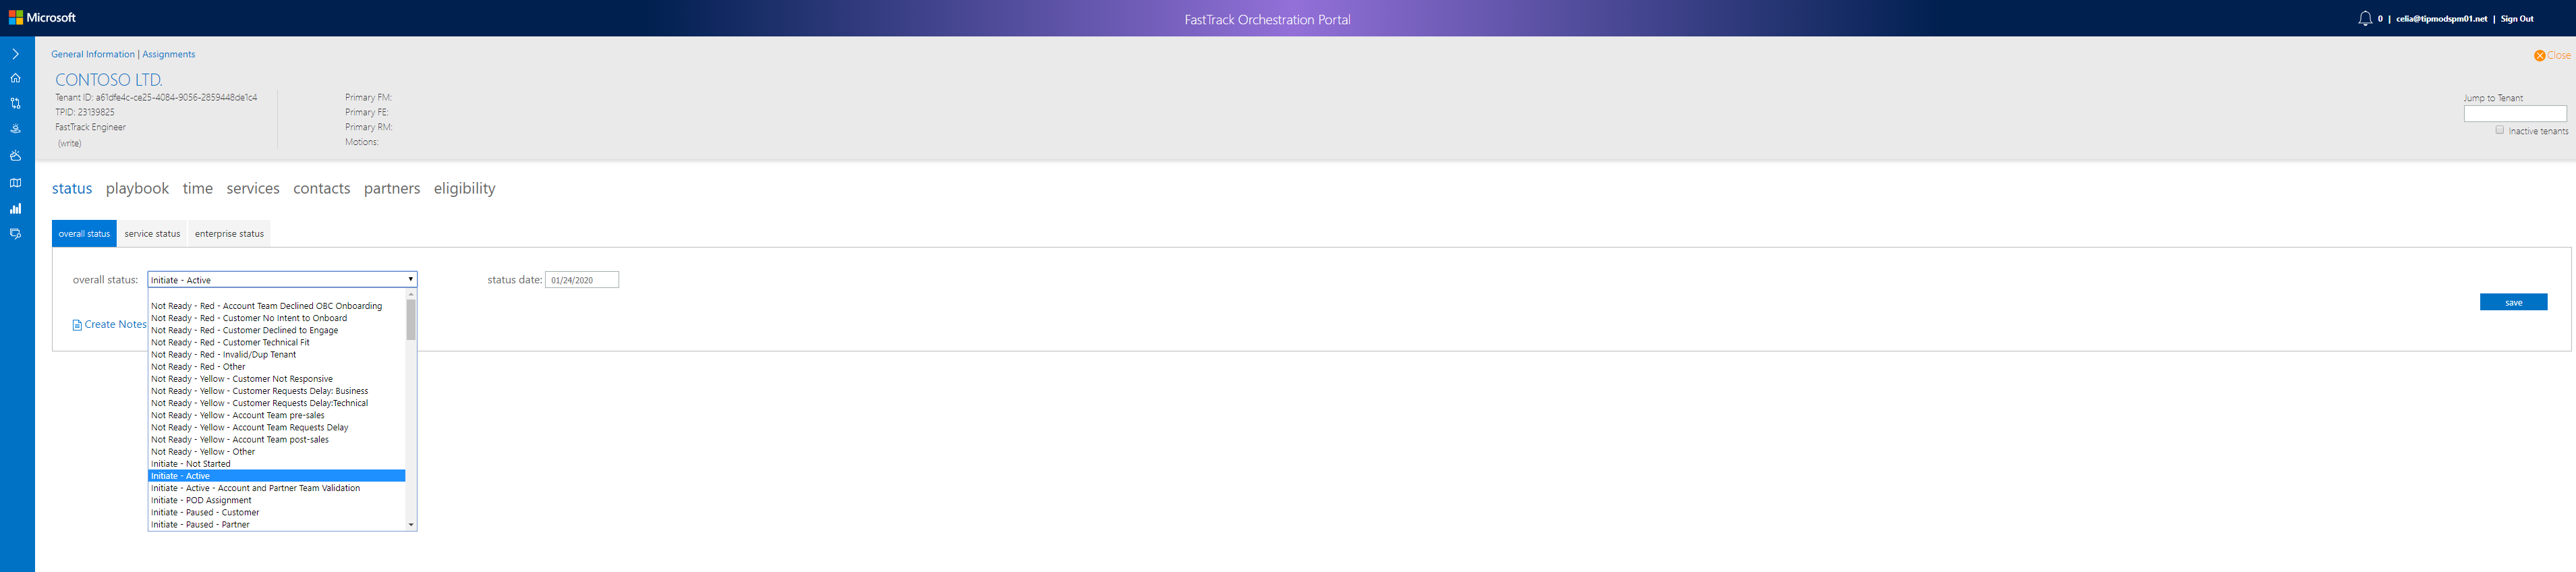 Microsoft
FastTrack Orchestration Portal
0 | celia@tipmodspm01.net | Sign Out
General Information | Assignments
Close
CONTOSO LTD.
Tenant ID: a61dfe4c-ce25-4084-9056-2859448de1c4
TPID: 23139825
FastTrack Engineer
(write)
Primary FM:
Primary FE:
Primary RM:
Motions:
Jump to Tenant
Inactive tenants
status playbook time services contacts partners eligibility
overall status service status enterprise status
overall status: Initiate - Active status date: 01/24/2020
save
Create Notes
Not Ready - Red - Account Team Declined OBC Onboarding
Not Ready - Red - Customer No Intent to Onboard
Not Ready - Red - Customer Declined to Engage
Not Ready - Red - Customer Technical Fit
Not Ready - Red - Invalid/Dup Tenant
Not Ready - Red - Other
Not Ready - Yellow - Customer Not Responsive
Not Ready - Yellow - Customer Requests Delay: Business
Not Ready - Yellow - Customer Requests Delay:Technical
Not Ready - Yellow - Account Team pre-sales
Not Ready - Yellow - Account Team Requests Delay
Not Ready - Yellow - Account Team post-sales
Not Ready - Yellow - Other
Initiate - Not Started
Initiate - Active
Initiate - Active - Account and Partner Team Validation
Initiate - POD Assignment
Initiate - Paused - Customer
Initiate - Paused - Partner